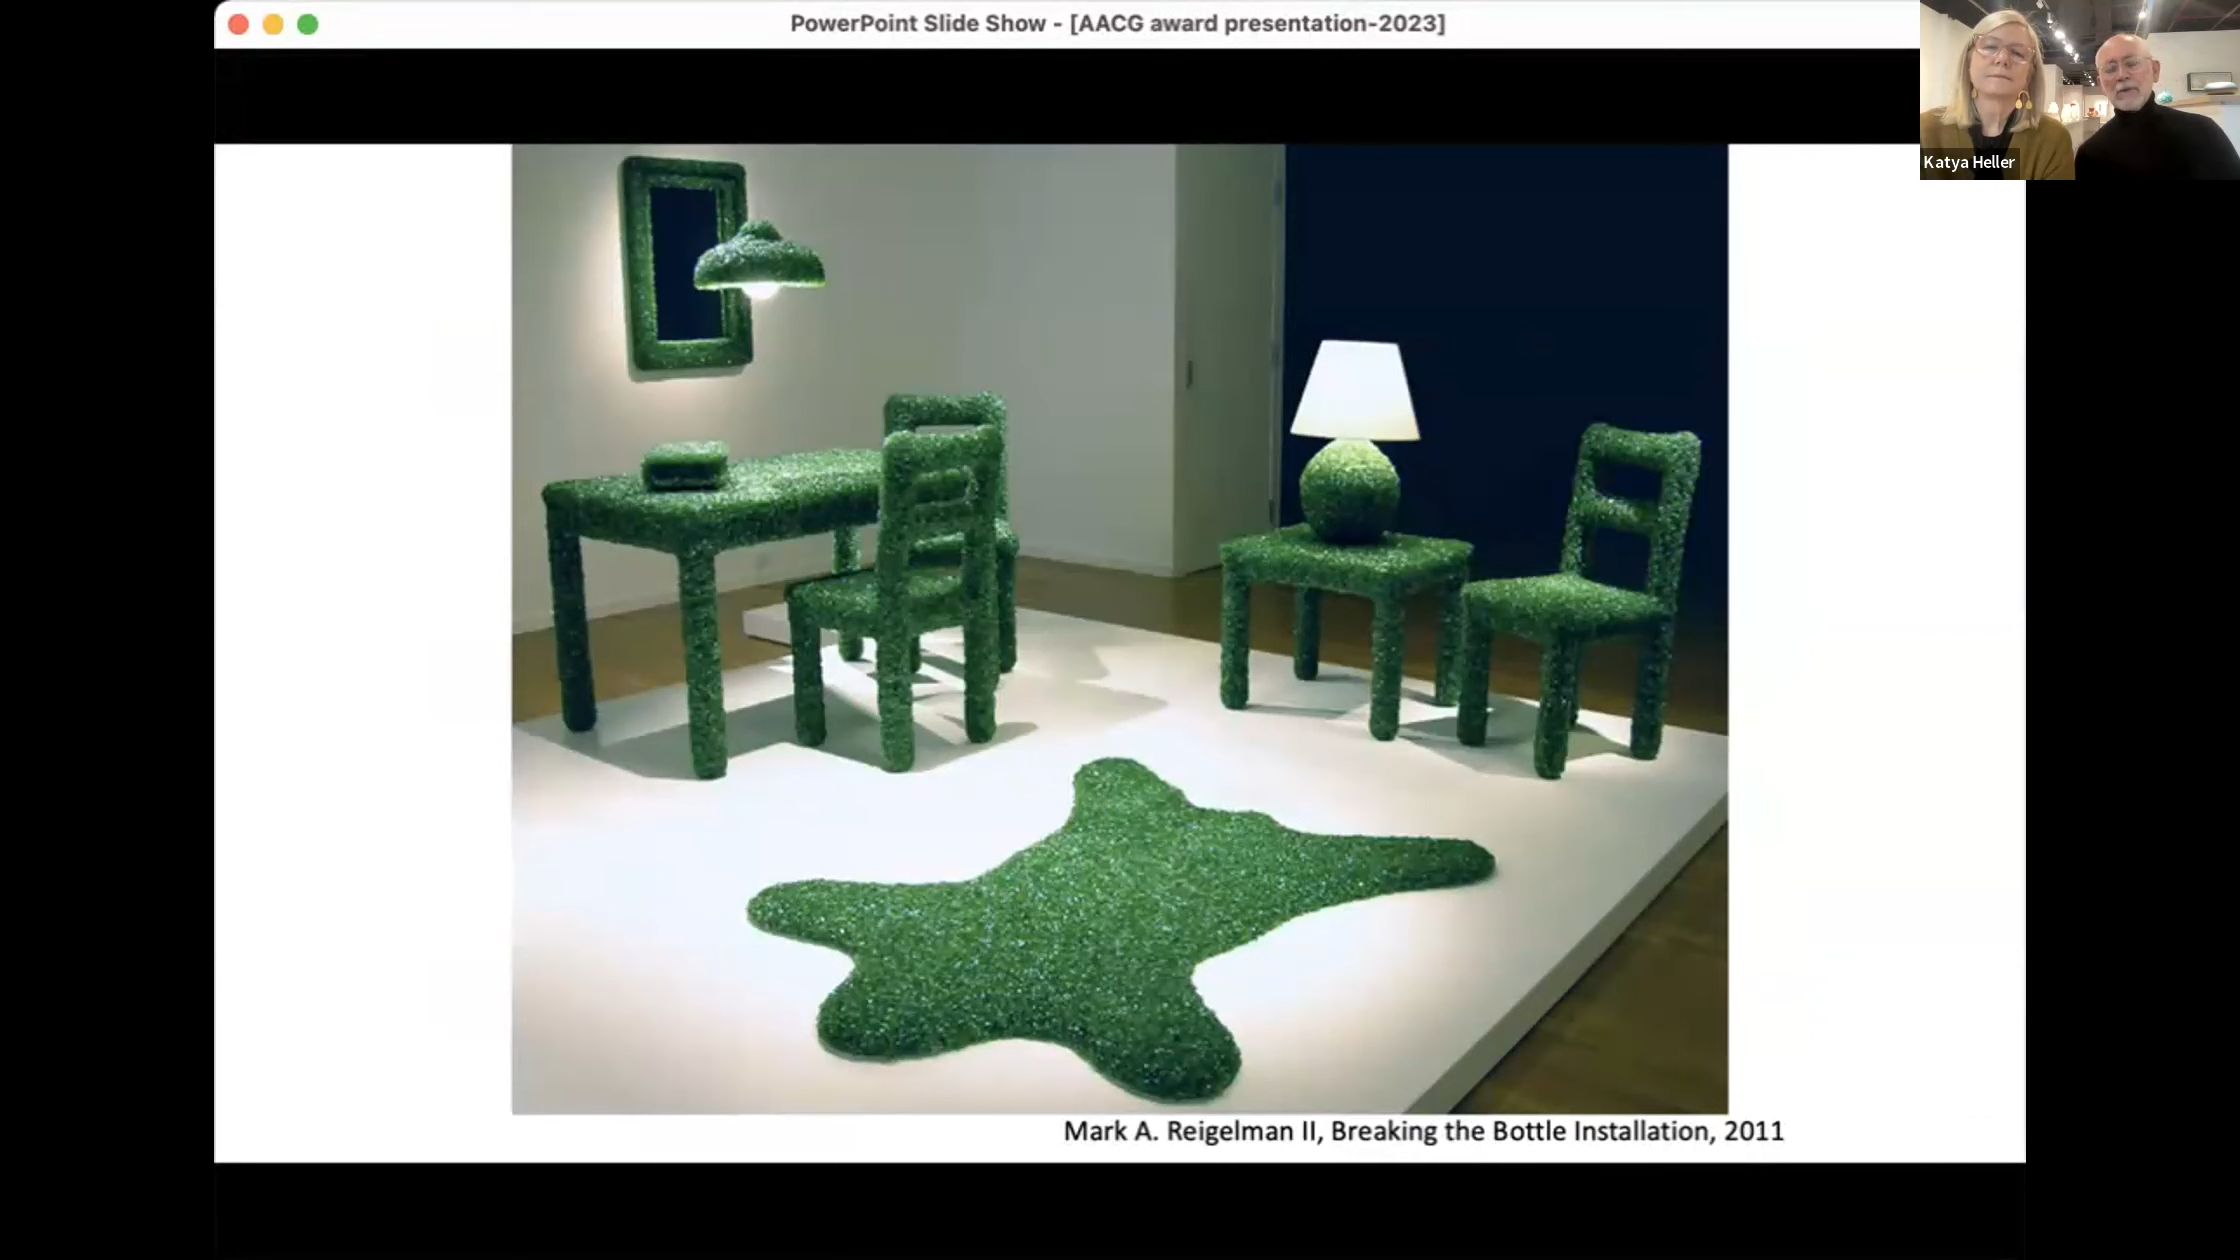 PowerPoint Slide Show - [AACG award presentation-2023]
Katya Heller
Mark A. Reigelman II, Breaking the Bottle Installation, 2011